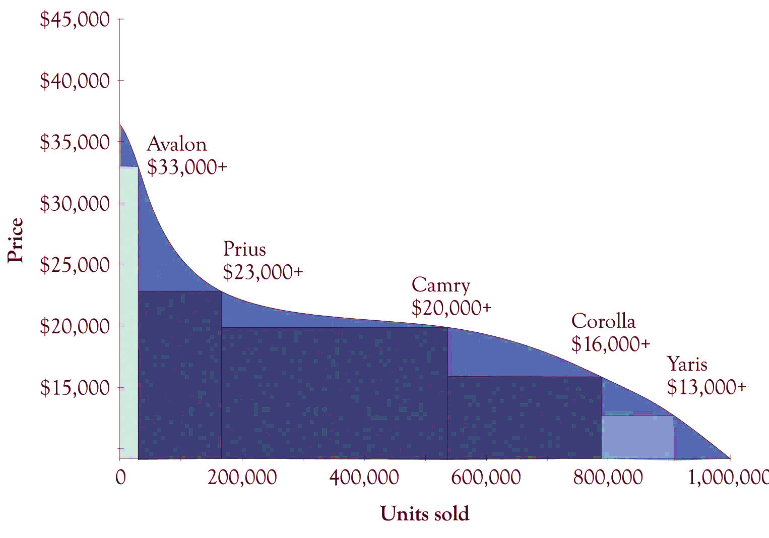 $45,000
$40,000
$35,000
$30,000
$25,000
$20,000
$15,000
Price
Avalon
$33,000+
Prius
$23,000+
Camry
$20,000+
Corolla
$16,000+
Yaris
$13,000+
0
200,000
400,000
600,000
800,000
1,000,000
Units sold